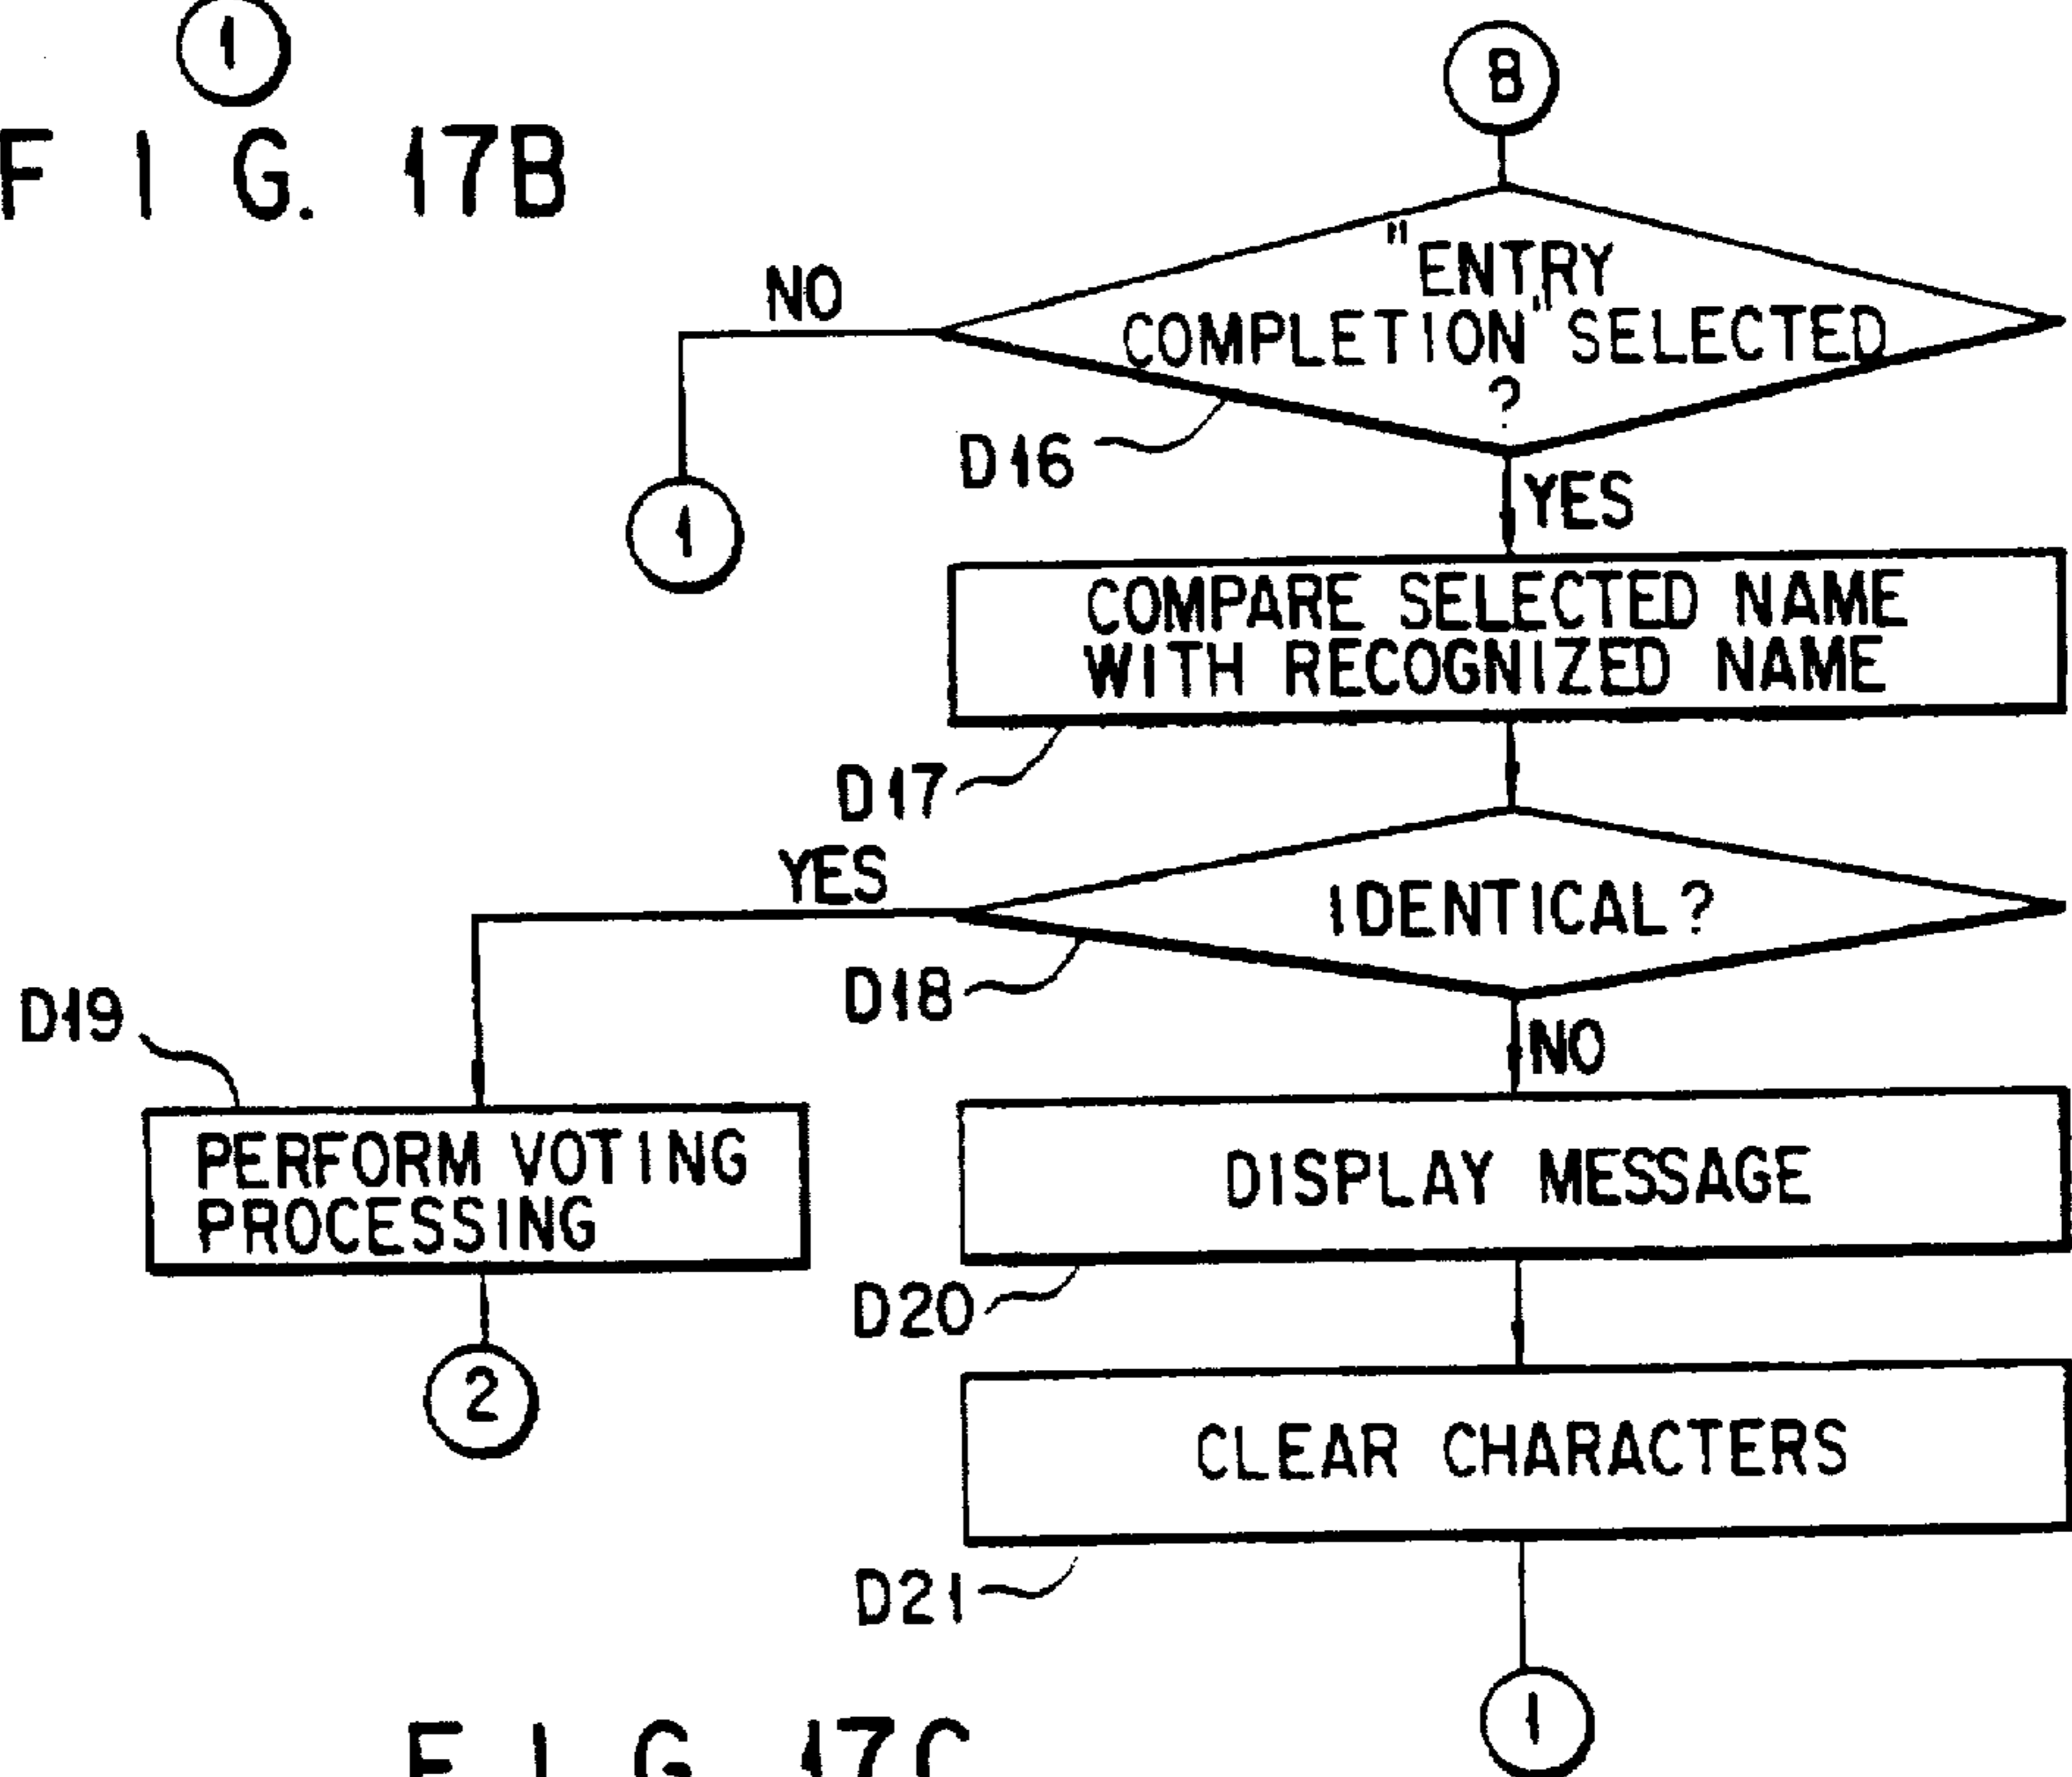 1
F I G. 17B
B
"ENTRY
COMPLETION" SELECTED
?
NO
D16
YES
1
COMPARE SELECTED NAME
WITH RECOGNIZED NAME
D17
YES
IDENTICAL?
D18
NO
D19
PERFORM VOTING
PROCESSING
DISPLAY MESSAGE
D20
2
CLEAR CHARACTERS
D21
1
F I G. 17C